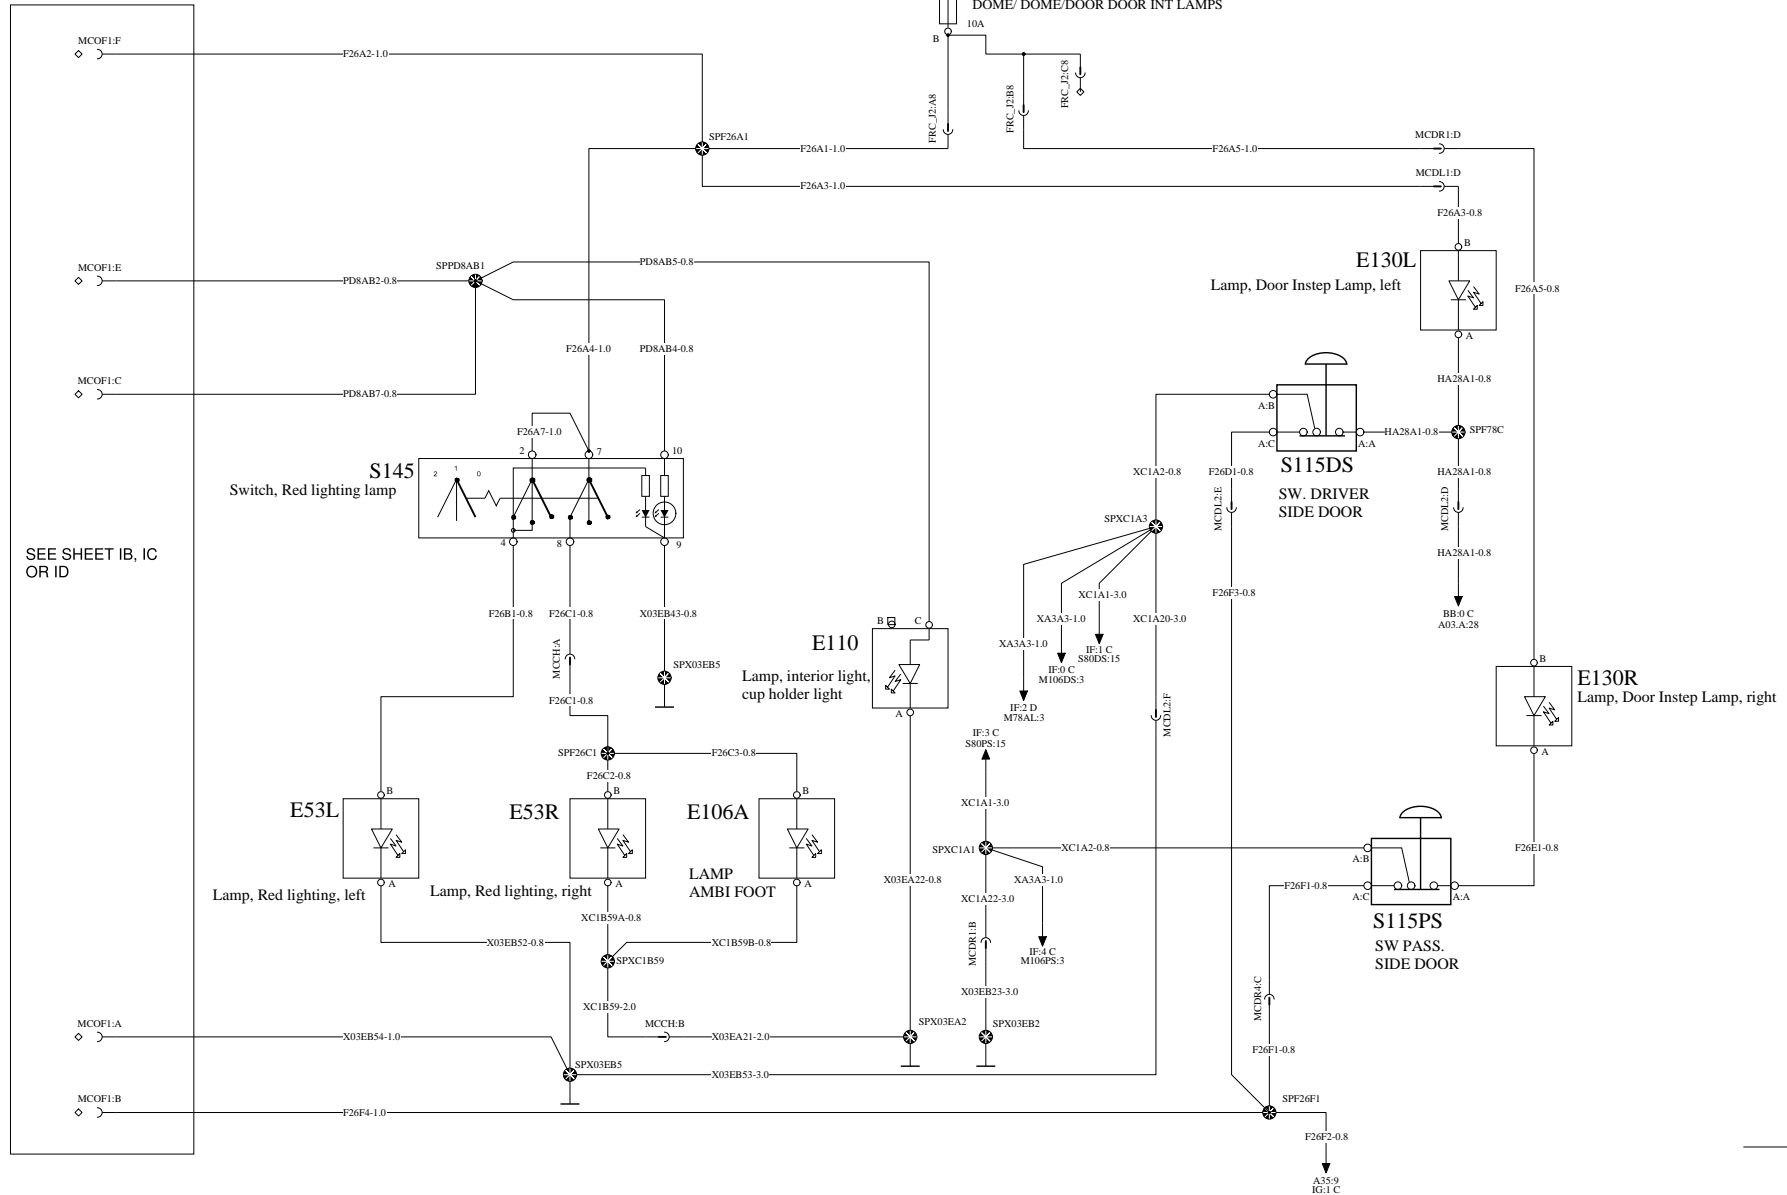 DOME/ DOME/DOOR DOOR INT LAMPS
10A
B
MCOF1:F
F26A2-1.0
FRC_J2:A8
FRC_J2:B8
FRC_J2:C8
SPF26A1
F26A1-1.0
F26A5-1.0
MCDR1:D
F26A3-1.0
MCDL1:D
F26A3-0.8
B
E130L
Lamp, Door Instep Lamp, left
A
F26A5-0.8
MCOF1:E
PD8AB2-0.8
SPPD8AB1
PD8AB5-0.8
F26A4-1.0
PD8AB4-0.8
MCOF1:C
PD8AB7-0.8
HA28A1-0.8
A:B
A:C
A:A
HA28A1-0.8
SPF78C
S115DS
SW. DRIVER
SIDE DOOR
F26A7-1.0
2
7
10
S145
Switch, Red lighting lamp
2
1
0
4
8
9
XC1A2-0.8
F26D1-0.8
MCDL2:E
HA28A1-0.8
MCDL2:D
HA28A1-0.8
BB:0 C
A03.A:28
SPXC1A3
SEE SHEET IB, IC
OR ID
F26B1-0.8
F26C1-0.8
X03EB43-0.8
MCCH:A
F26C1-0.8
SPX03EB5
B
C
E110
Lamp, interior light,
cup holder light
A
XA3A3-1.0
IF:2 D
M78AL:3
XA3A3-1.0
IF:0 C
M106DS:3
XC1A1-3.0
IF:1 C
S80DS:15
XC1A20-3.0
MCDL2:F
F26F3-0.8
B
E130R
Lamp, Door Instep Lamp, right
A
SPF26C1
F26C3-0.8
F26C2-0.8
IF:3 C
S80PS:15
XC1A1-3.0
B
E53L
A
Lamp, Red lighting, left
B
E53R
A
Lamp, Red lighting, right
B
E106A
LAMP
AMBI FOOT
A
SPXC1A1
XC1A2-0.8
A:B
A:C
A:A
F26E1-0.8
F26F1-0.8
S115PS
SW PASS.
SIDE DOOR
X03EA22-0.8
XA3A3-1.0
XC1A22-3.0
MCDR1:B
IF:4 C
M106PS:3
X03EB52-0.8
XC1B59A-0.8
XC1B59B-0.8
SPXC1B59
XC1B59-2.0
X03EB23-3.0
MCDR4:C
MCOF1:A
X03EB54-1.0
MCCH:B
X03EA21-2.0
SPX03EA2
SPX03EB2
F26F1-0.8
SPX03EB5
X03EB53-3.0
MCOF1:B
F26F4-1.0
SPF26F1
F26F2-0.8
A35:9
IG:1 C